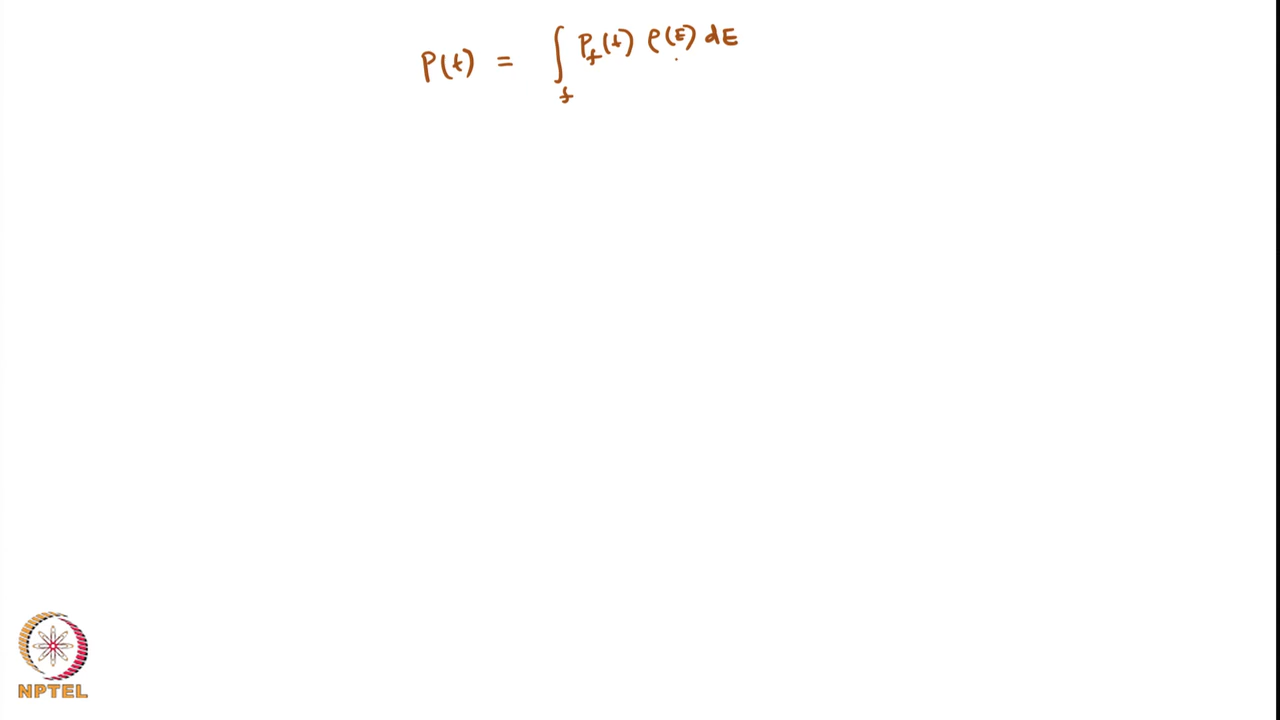 P(t) = ∫_f P_f(t) ρ(E) dE
NPTEL